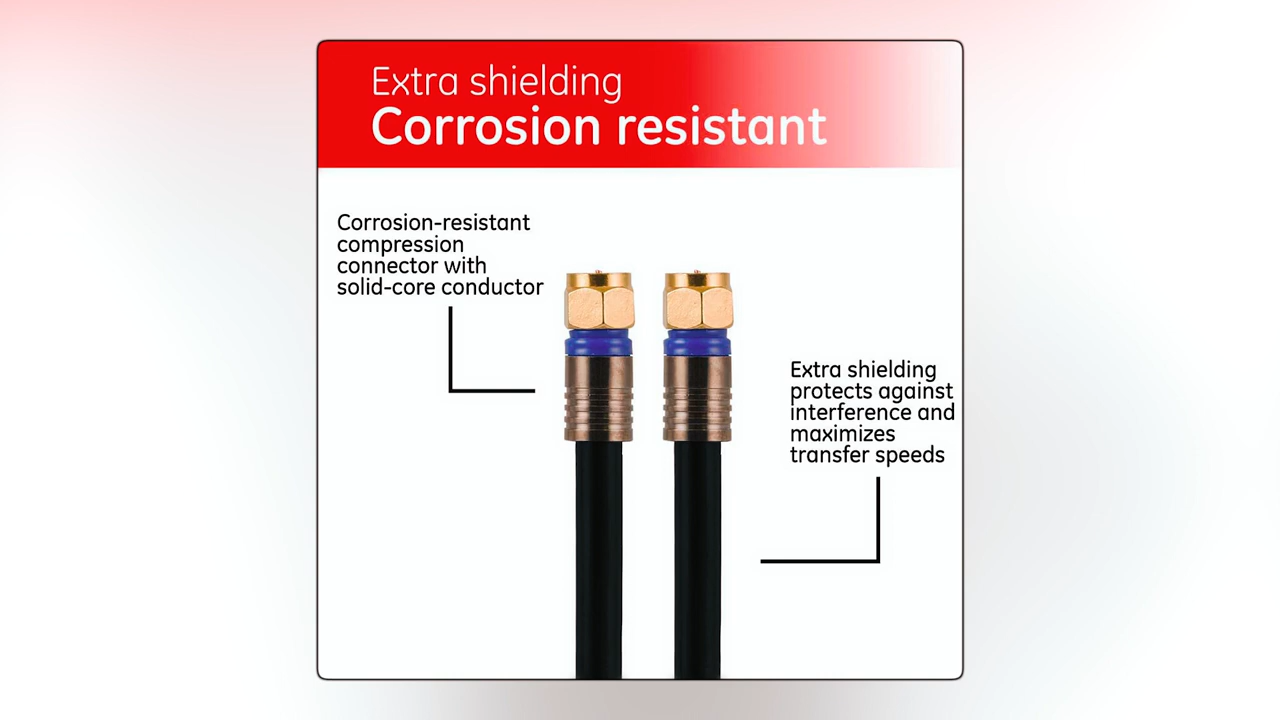 Extra shielding
Corrosion resistant
Corrosion-resistant
compression
connector with
solid-core conductor
Extra shielding
protects against
interference and
maximizes
transfer speeds